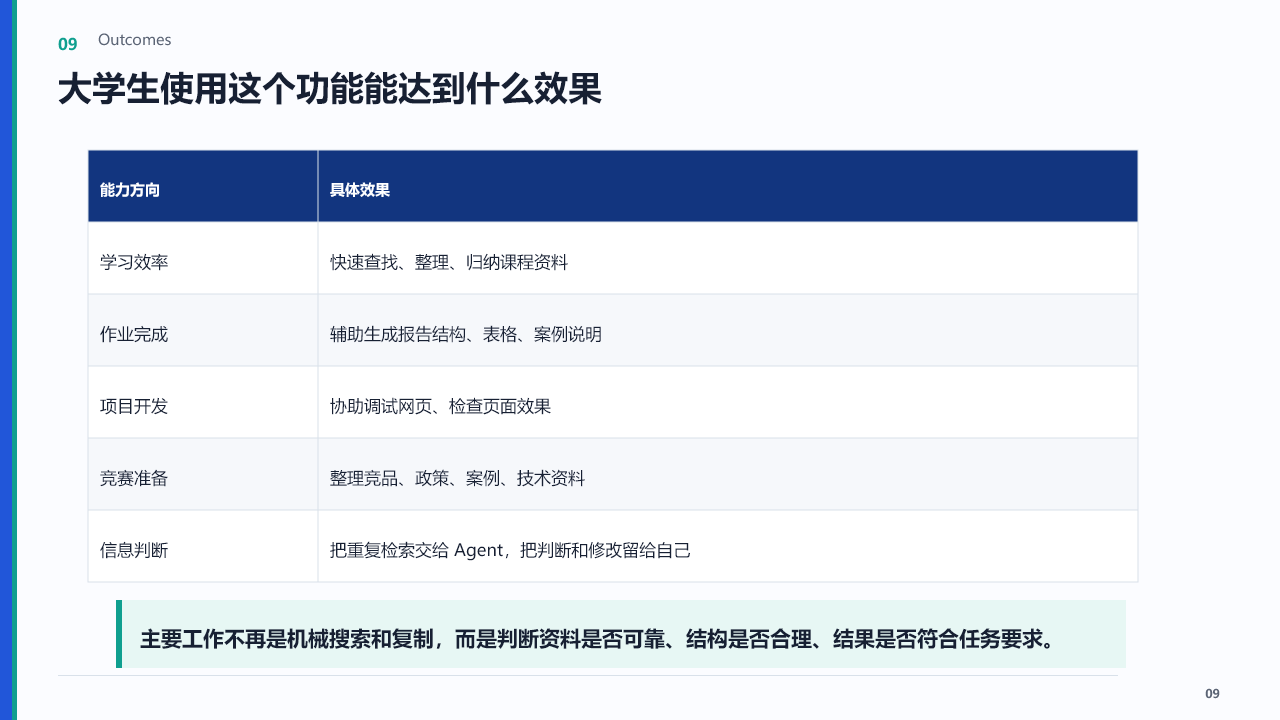 09 Outcomes
大学生使用这个功能能达到什么效果
能力方向 具体效果
学习效率 快速查找、整理、归纳课程资料
作业完成 辅助生成报告结构、表格、案例说明
项目开发 协助调试网页、检查页面效果
竞赛准备 整理竞品、政策、案例、技术资料
信息判断 把重复检索交给 Agent，把判断和修改留给自己
主要工作不再是机械搜索和复制，而是判断资料是否可靠、结构是否合理、结果是否符合任务要求。
09